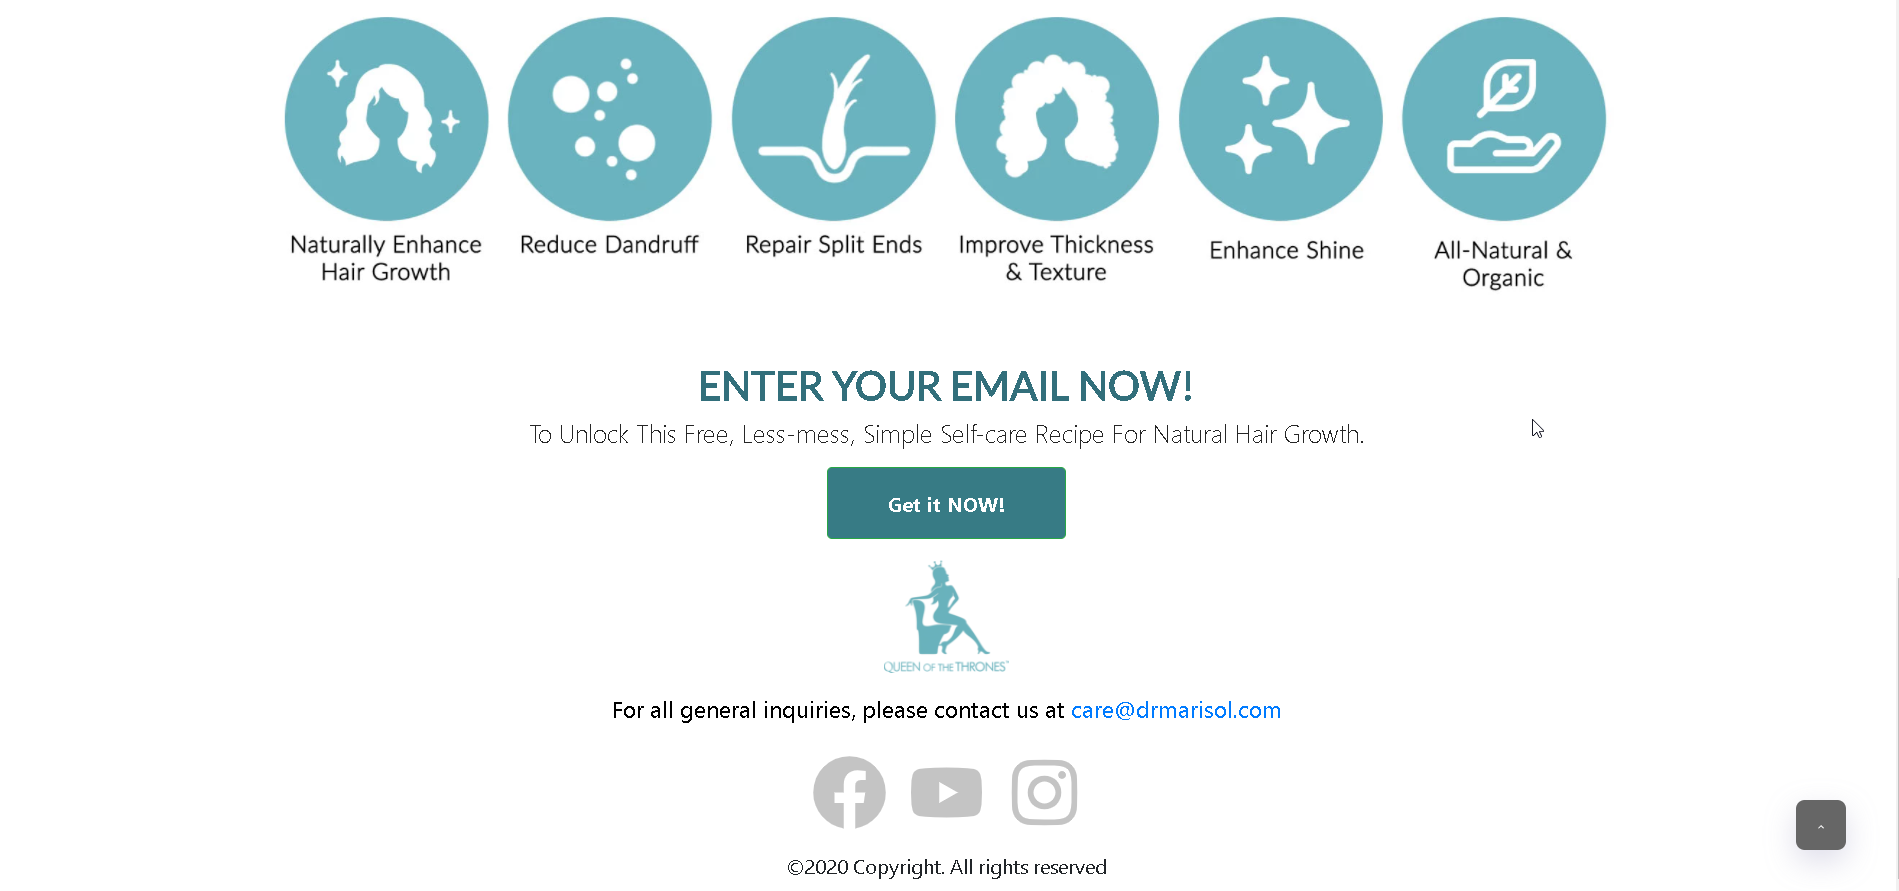 Naturally Enhance
Hair Growth
Reduce Dandruff
Repair Split Ends
Improve Thickness
& Texture
Enhance Shine
All-Natural &
Organic
ENTER YOUR EMAIL NOW!
To Unlock This Free, Less-mess, Simple Self-care Recipe For Natural Hair Growth.
Get it NOW!
QUEEN OF THE THRONES™
For all general inquiries, please contact us at care@drmarisol.com
©2020 Copyright. All rights reserved